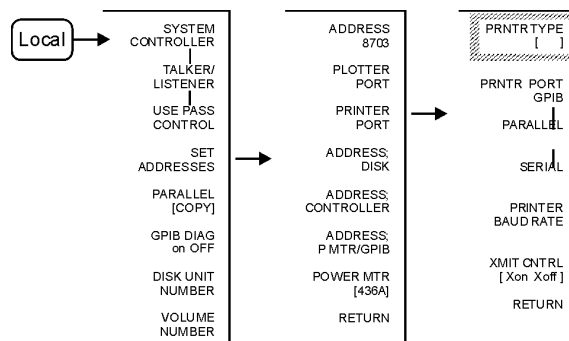 Local
SYSTEM
CONTROLLER
TALKER/
LISTENER
USE PASS
CONTROL
SET
ADDRESSES
PARALLEL
[COPY]
GPIB DIAG
on OFF
DISK UNIT
NUMBER
VOLUME
NUMBER
ADDRESS
8703
PLOTTER
PORT
PRINTER
PORT
ADDRESS;
DISK
ADDRESS;
CONTROLLER
ADDRESS;
P MTR/GPIB
POWER MTR
[436A]
RETURN
PRNTR TYPE
[ ]
PRNTR PORT
GPIB
PARALLEL
SERIAL
PRINTER
BAUD RATE
XMIT CNTRL
[Xon Xoff]
RETURN